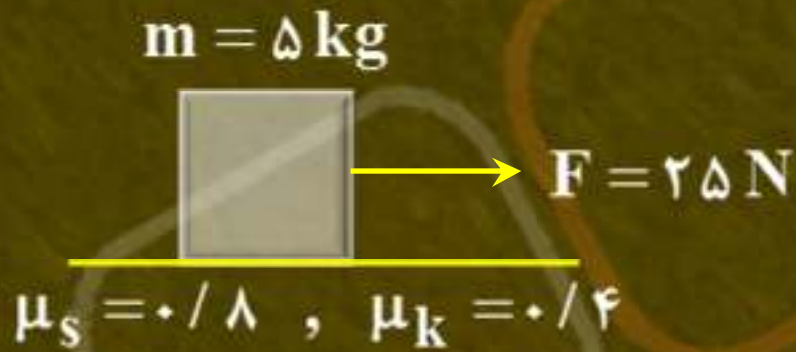 m = ۵ kg
F = ۲۵ N
μs = ۰/۸ , μk = ۰/۴